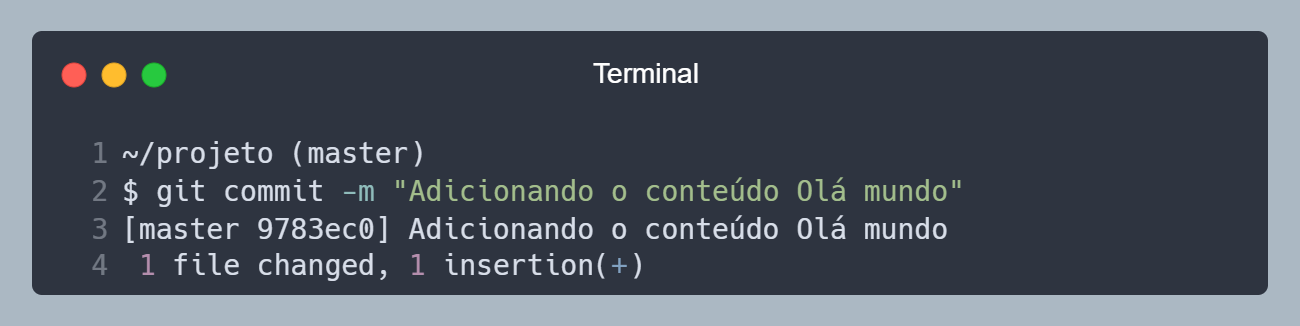 Terminal
1 ~/projeto (master)
2 $ git commit -m "Adicionando o conteúdo Olá mundo"
3 [master 9783ec0] Adicionando o conteúdo Olá mundo
4  1 file changed, 1 insertion(+)